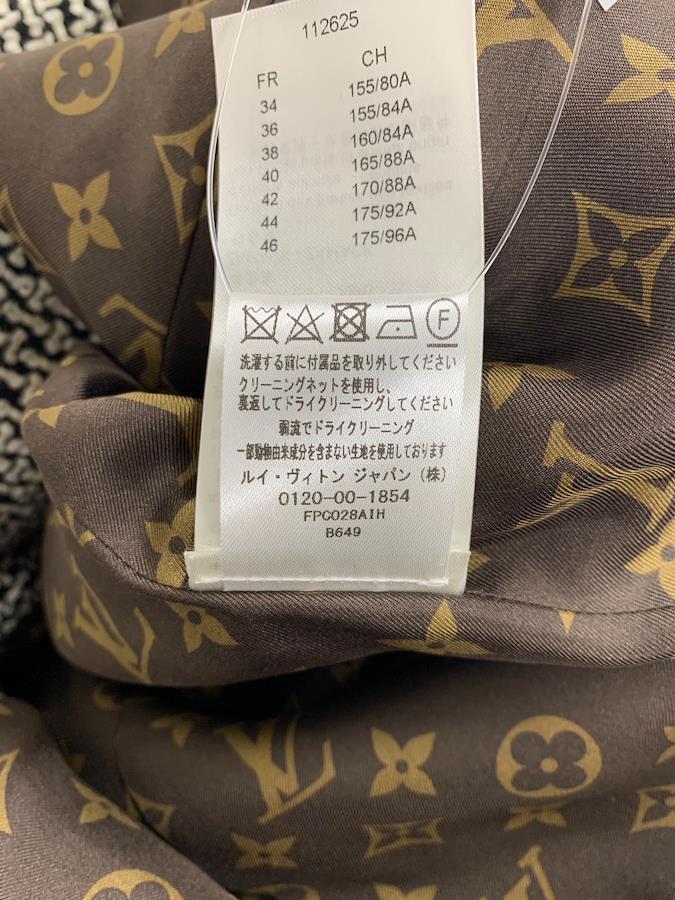 112625
FR CH
34 155/80A
36 155/84A
38 160/84A
40 165/88A
42 170/88A
44 175/92A
46 175/96A
F
洗濯する前に付属品を取り外してください
クリーニングネットを使用し、
裏返してドライクリーニングしてください
弱流でドライクリーニング
一部動物由来成分を含まない生地を使用しております
ルイ・ヴィトン ジャパン (株)
0120-00-1854
FPCO28AIH
B649